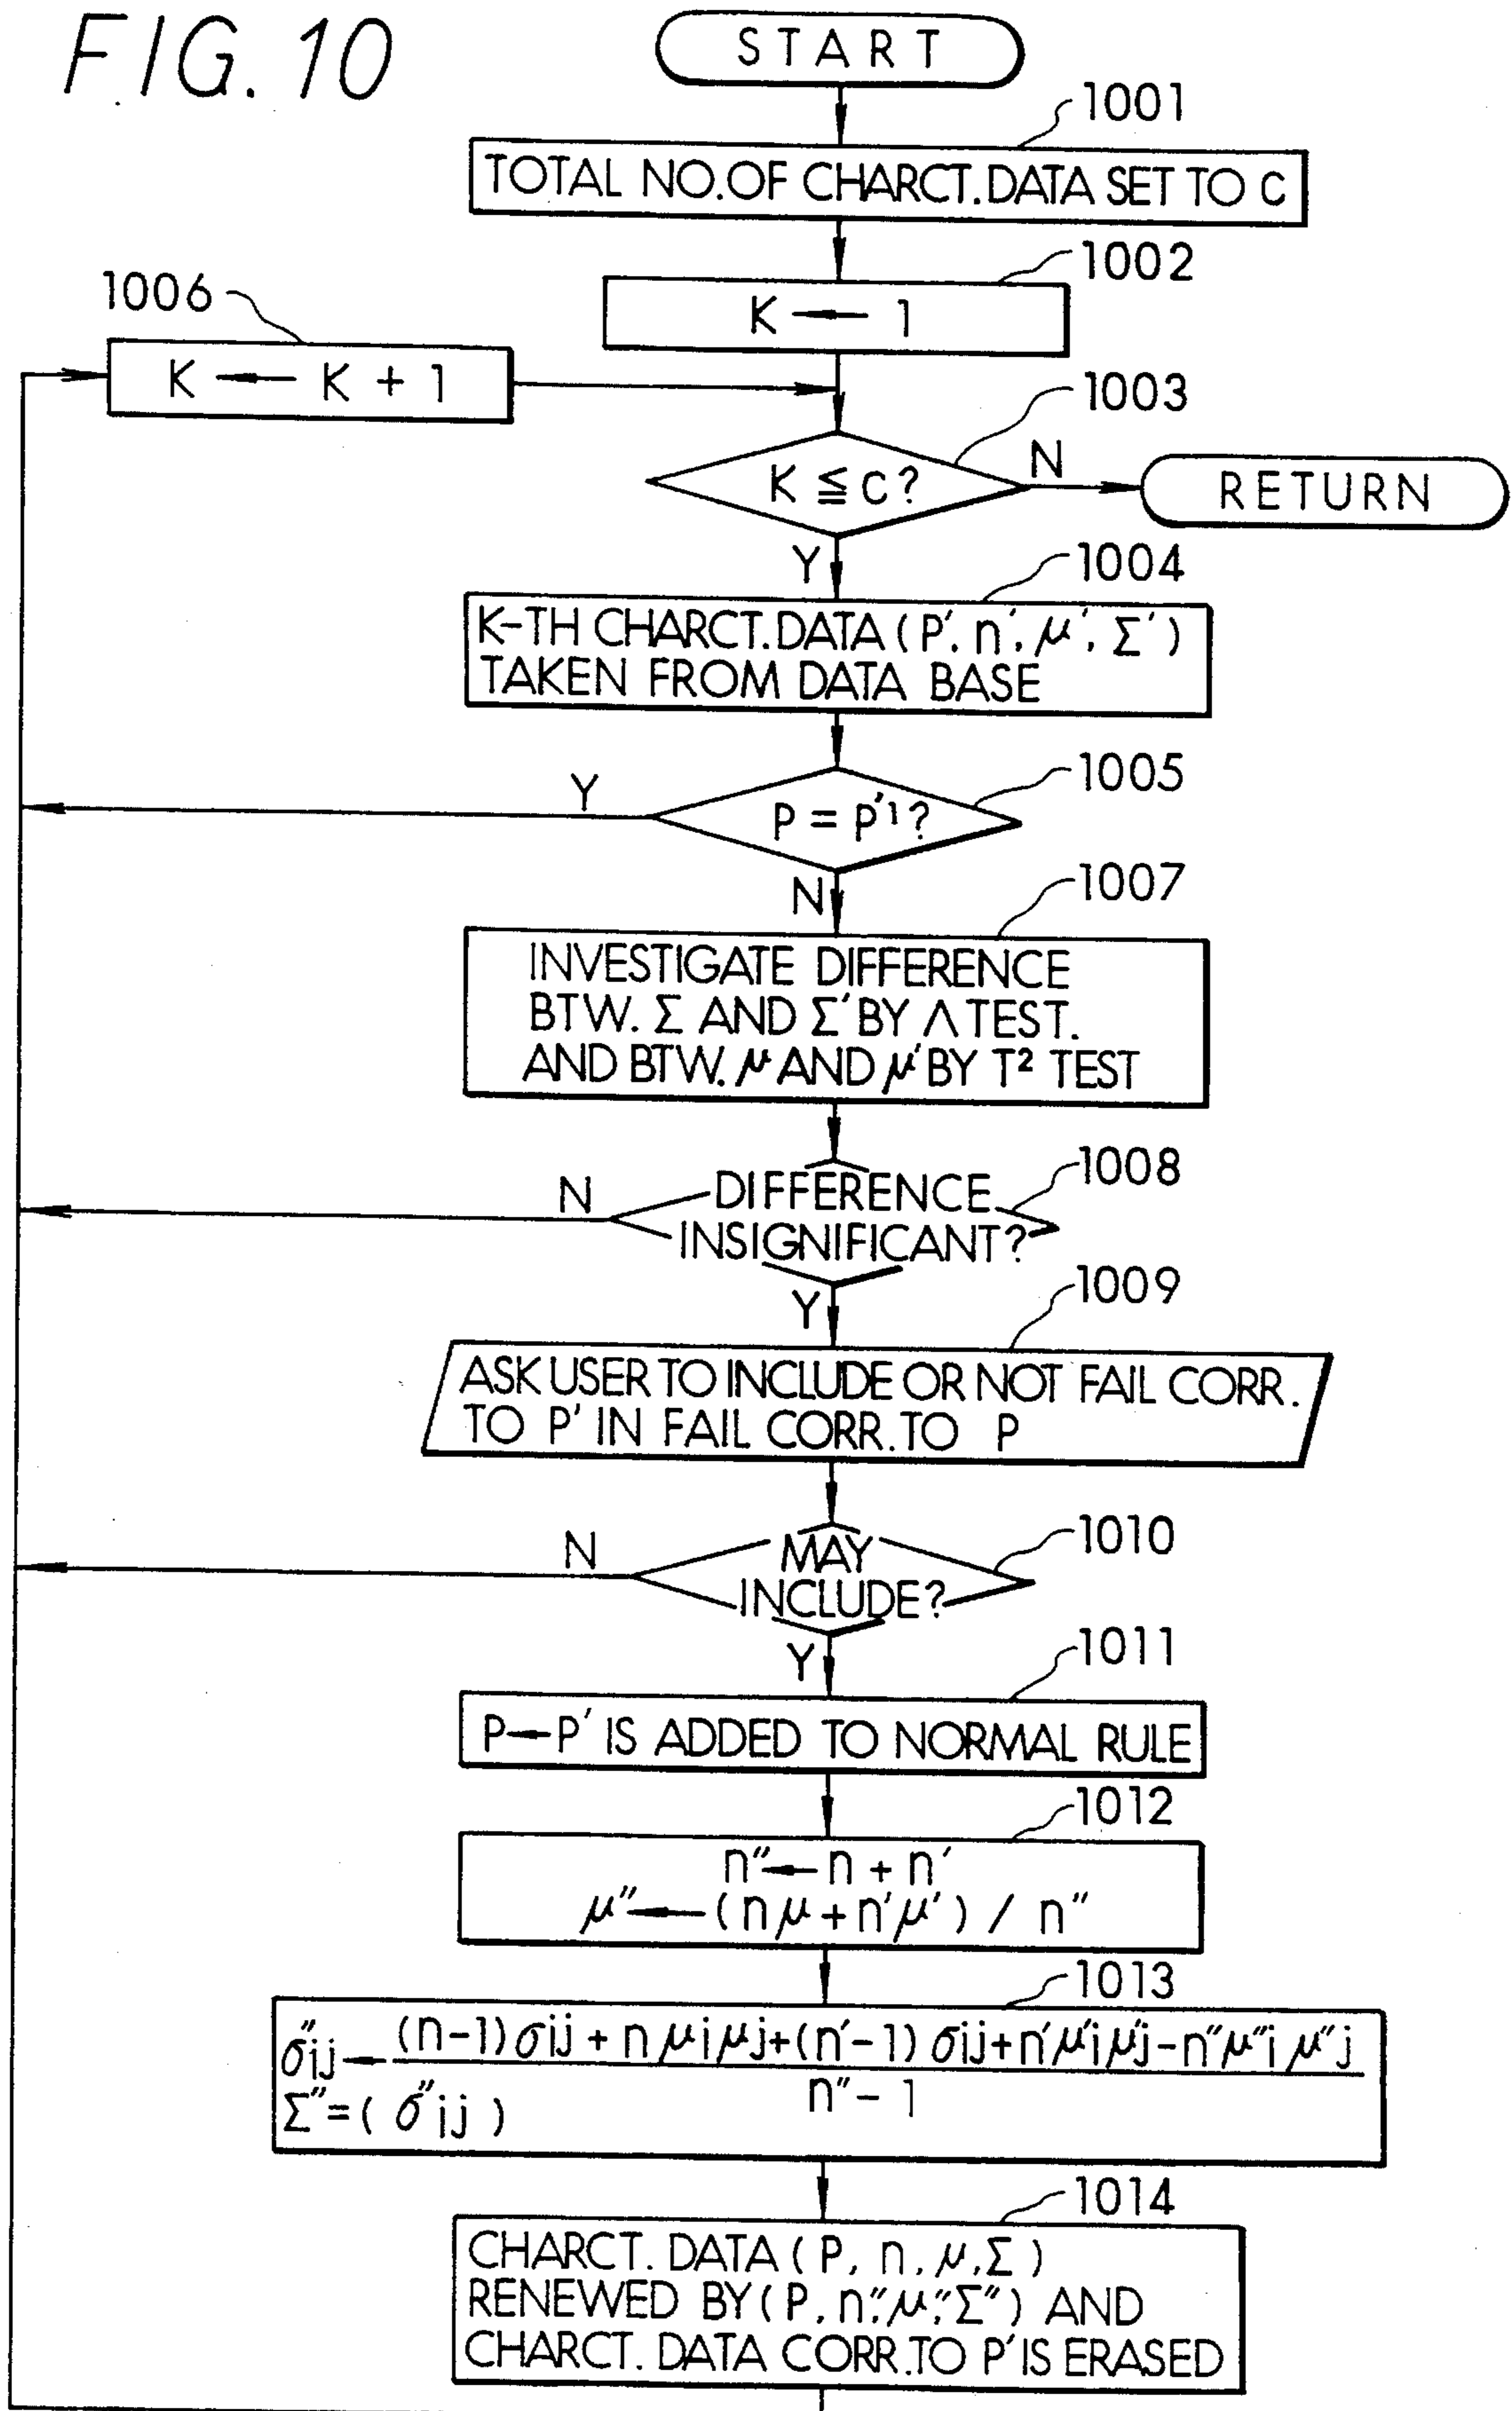 FIG. 10
START
1001
TOTAL NO. OF CHARCT. DATA SET TO C
1002
K ← 1
1006
K ← K + 1
1003
K ≦ C?
N
RETURN
Y
1004
K-TH CHARCT. DATA (P′, n′, μ′, Σ′)
TAKEN FROM DATA BASE
1005
Y
P = P′1?
N
1007
INVESTIGATE DIFFERENCE
BTW. Σ AND Σ′ BY Λ TEST.
AND BTW. μ AND μ′ BY T² TEST
1008
N
DIFFERENCE
INSIGNIFICANT?
Y
1009
ASK USER TO INCLUDE OR NOT FAIL CORR.
TO P′ IN FAIL CORR. TO P
1010
N
MAY
INCLUDE?
Y
1011
P←P′ IS ADDED TO NORMAL RULE
1012
n″ ← n + n′
μ″ ← (nμ + n′μ′) / n″
1013
σ″ij ← (n-1)σij + nμiμj + (n′-1)σij + n′μ′iμ′j - n″μ″iμ″j
n″ - 1
Σ″ = (σ″ij)
1014
CHARCT. DATA (P, n, μ, Σ)
RENEWED BY (P, n″, μ″, Σ″) AND
CHARCT. DATA CORR. TO P′ IS ERASED